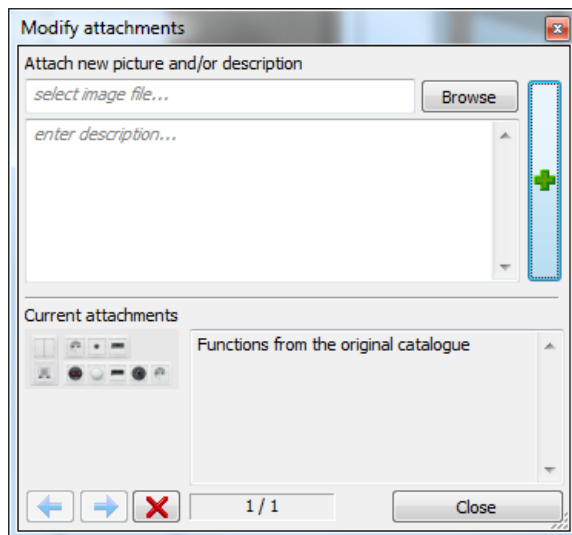 Modify attachments
Attach new picture and/or description
select image file...
Browse
enter description...
Current attachments
Functions from the original catalogue
1 / 1
Close